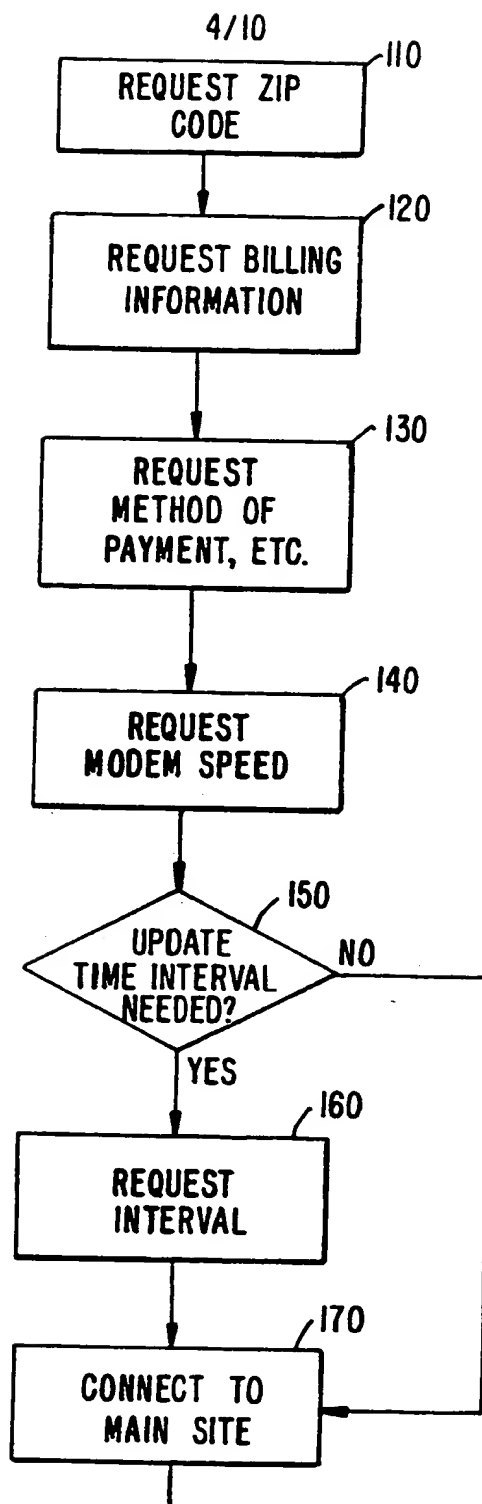 4/10
110
REQUEST ZIP
CODE
120
REQUEST BILLING
INFORMATION
130
REQUEST
METHOD OF
PAYMENT, ETC.
140
REQUEST
MODEM SPEED
150
UPDATE
TIME INTERVAL
NEEDED?
NO
YES
160
REQUEST
INTERVAL
170
CONNECT TO
MAIN SITE